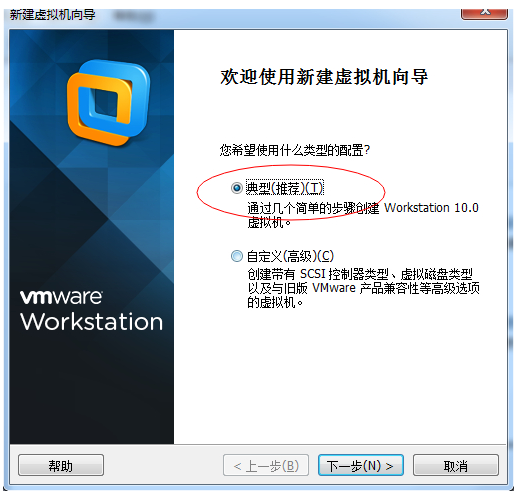 新建虚拟机向导
欢迎使用新建虚拟机向导
您希望使用什么类型的配置?
典型(推荐)(T)
通过几个简单的步骤创建 Workstation 10.0
虚拟机。
自定义(高级)(C)
创建带有 SCSI 控制器类型、虚拟磁盘类型
以及与旧版 VMware 产品兼容性等高级选项
的虚拟机。
vmware
Workstation
帮助
< 上一步(B)
下一步(N) >
取消